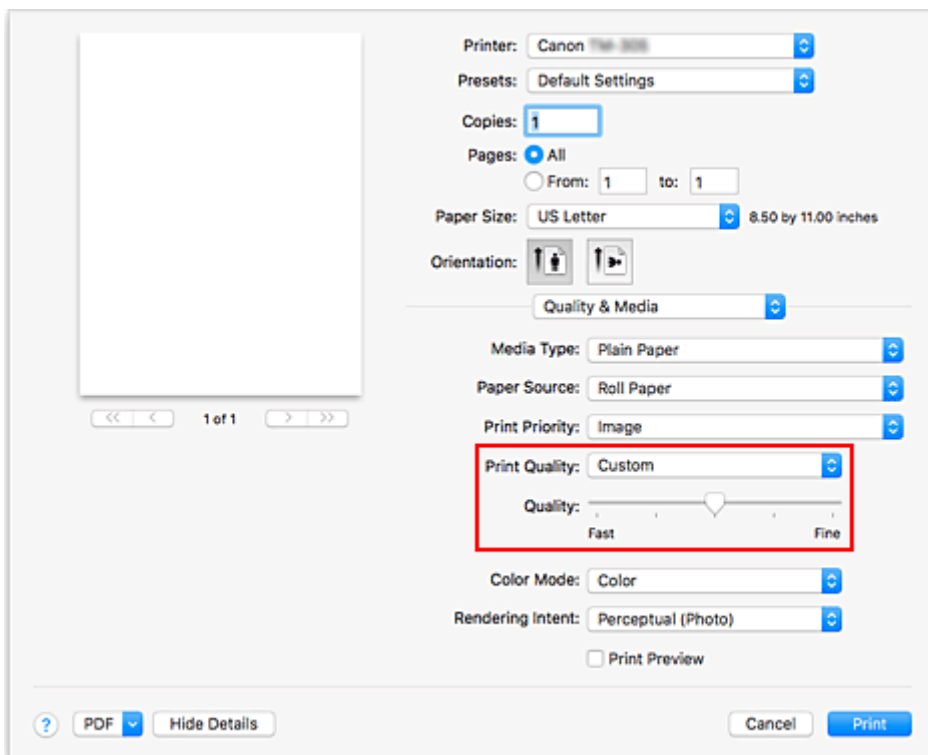 Printer: Canon
Presets: Default Settings
Copies: 1
Pages: All
From: 1 to: 1
Paper Size: US Letter 8.50 by 11.00 inches
Orientation:
Quality & Media
Media Type: Plain Paper
Paper Source: Roll Paper
<< < 1 of 1 > >>
Print Priority: Image
Print Quality: Custom
Quality:
Fast Fine
Color Mode: Color
Rendering Intent: Perceptual (Photo)
Print Preview
? PDF Hide Details Cancel Print